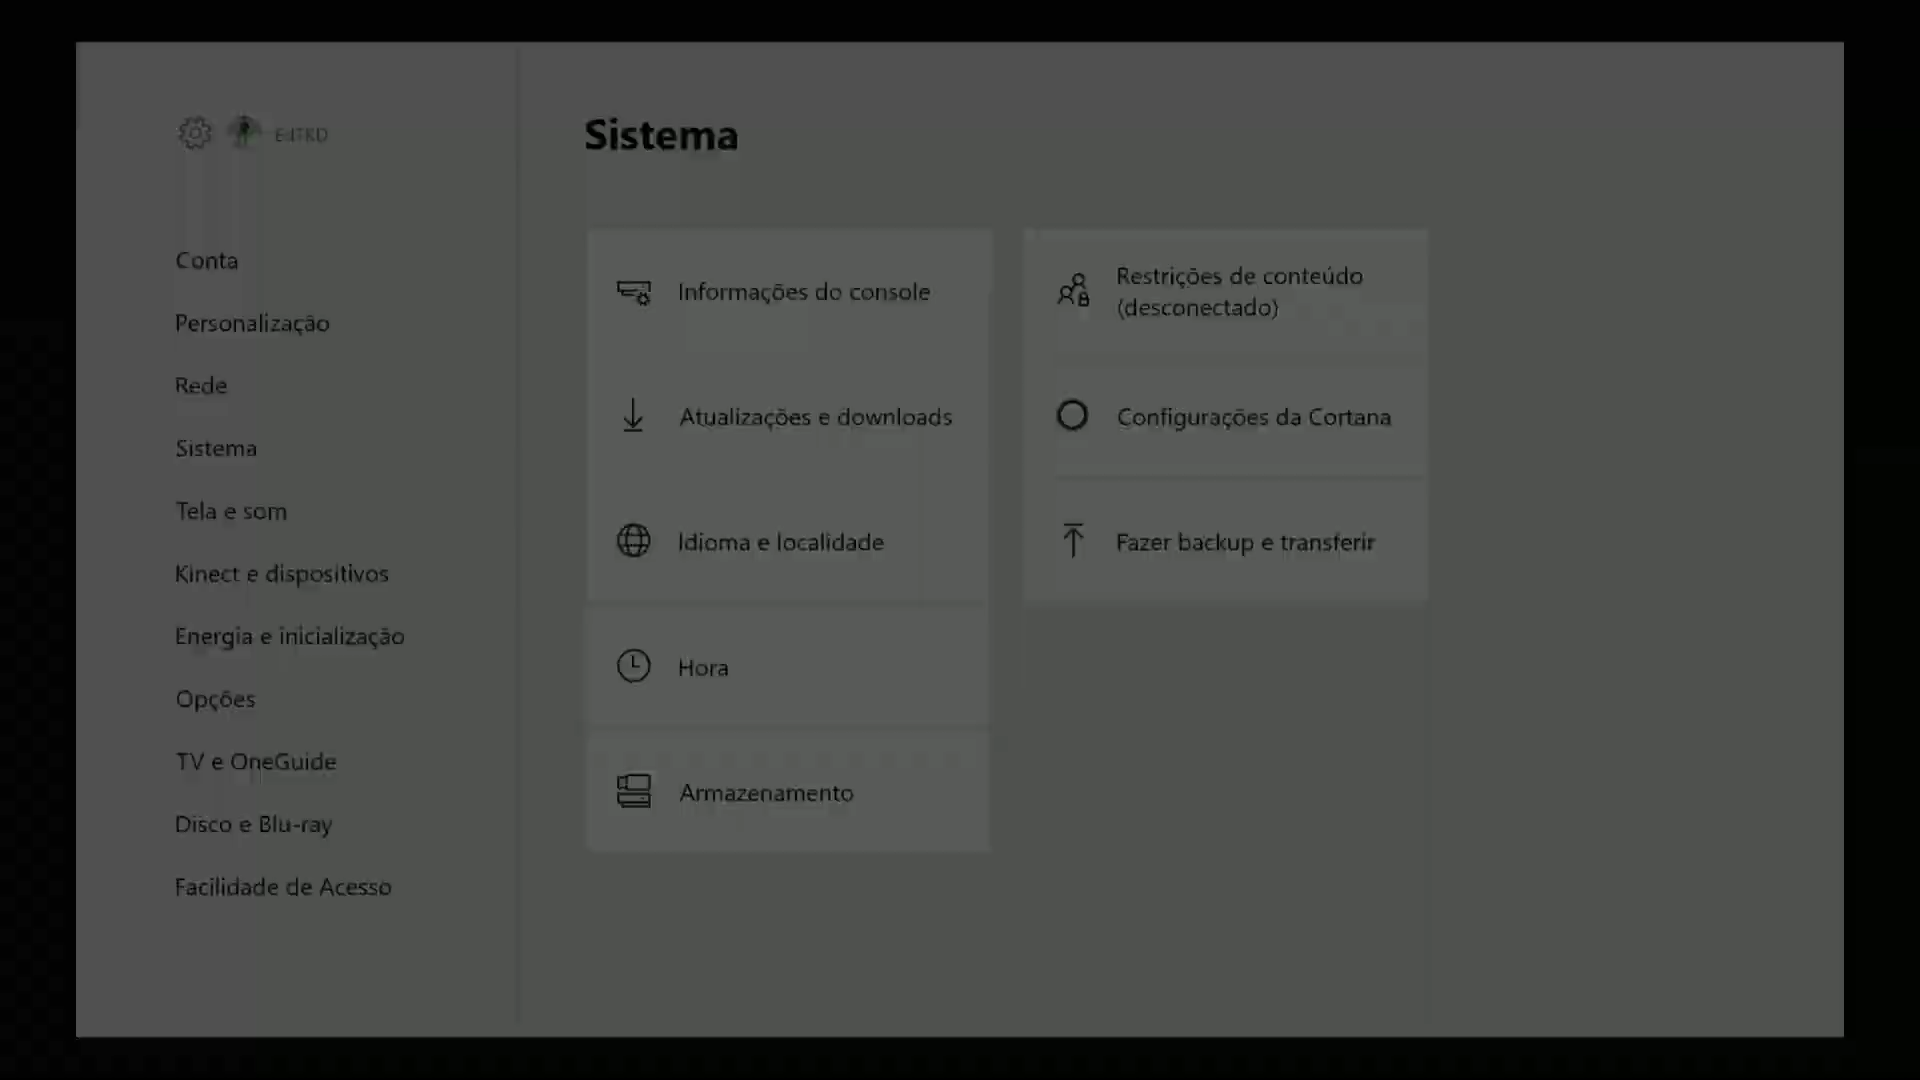 Sistema
Conta
Personalização
Rede
Sistema
Tela e som
Kinect e dispositivos
Energia e inicialização
Opções
TV e OneGuide
Disco e Blu-ray
Facilidade de Acesso
Informações do console
Atualizações e downloads
Idioma e localidade
Hora
Armazenamento
Restrições de conteúdo
(desconectado)
Configurações da Cortana
Fazer backup e transferir